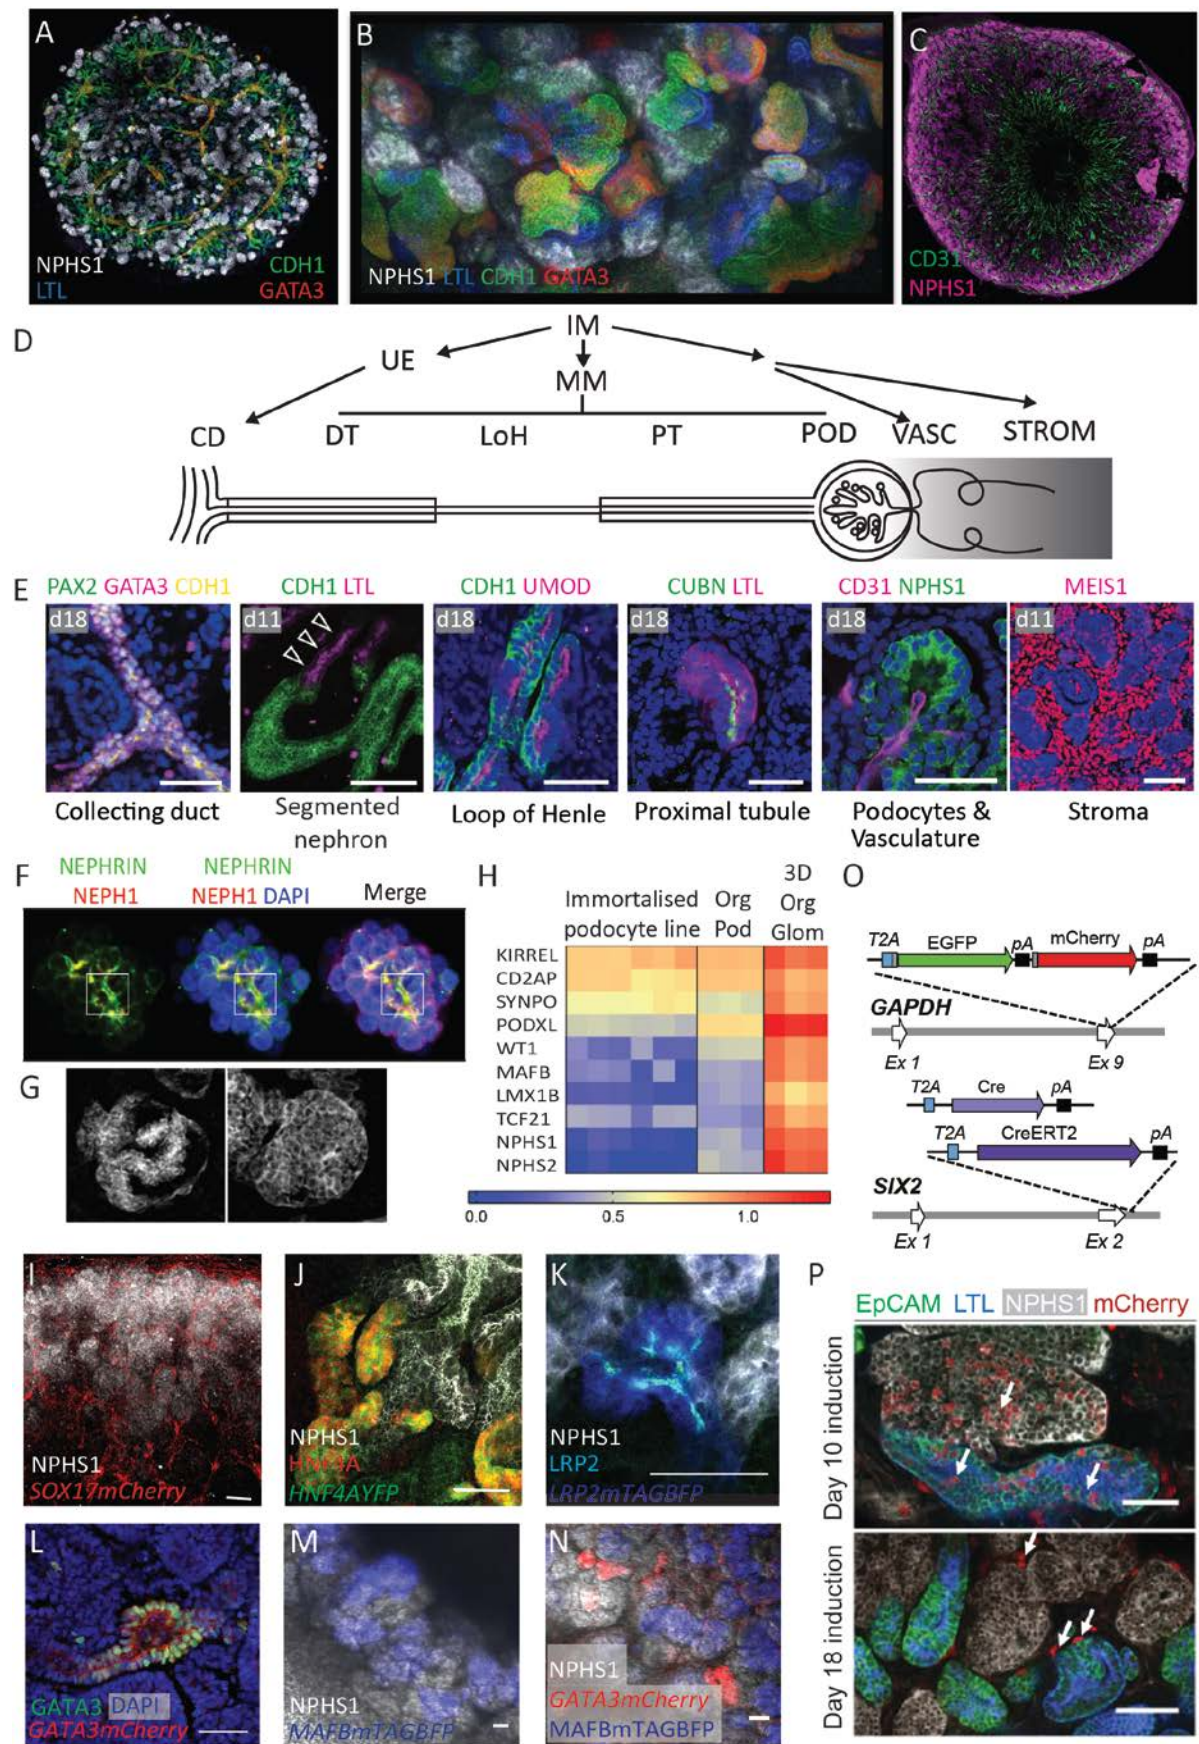 A
NPHS1
LTL
CDH1
GATA3
B
NPHS1 LTL CDH1 GATA3
C
CD31
NPHS1
D
IM
UE
MM
CD
DT
LoH
PT
POD
VASC
STROM
E
PAX2 GATA3 CDH1
d18
Collecting duct
CDH1 LTL
d11
Segmented
nephron
CDH1 UMOD
d18
Loop of Henle
CUBN LTL
d18
Proximal tubule
CD31 NPHS1
d18
Podocytes &
Vasculature
MEIS1
d11
Stroma
F
NEPHRIN
NEPH1
NEPHRIN
NEPH1 DAPI
Merge
G
H
Immortalised
podocyte line
Org
Pod
3D
Org
Glom
KIRREL
CD2AP
SYNPO
PODXL
WT1
MAFB
LMX1B
TCF21
NPHS1
NPHS2
0.0
0.5
1.0
O
T2A
EGFP
pA
mCherry
pA
GAPDH
Ex 1
Ex 9
T2A
Cre
pA
T2A
CreERT2
pA
SIX2
Ex 1
Ex 2
I
NPHS1
SOX17mCherry
J
NPHS1
HNF4A
HNF4AYFP
K
NPHS1
LRP2
LRP2mTAGBFP
L
GATA3 DAPI
GATA3mCherry
M
NPHS1
MAFBmTAGBFP
N
NPHS1
GATA3mCherry
MAFBmTAGBFP
P
EpCAM LTL NPHS1 mCherry
Day 10 induction
Day 18 induction